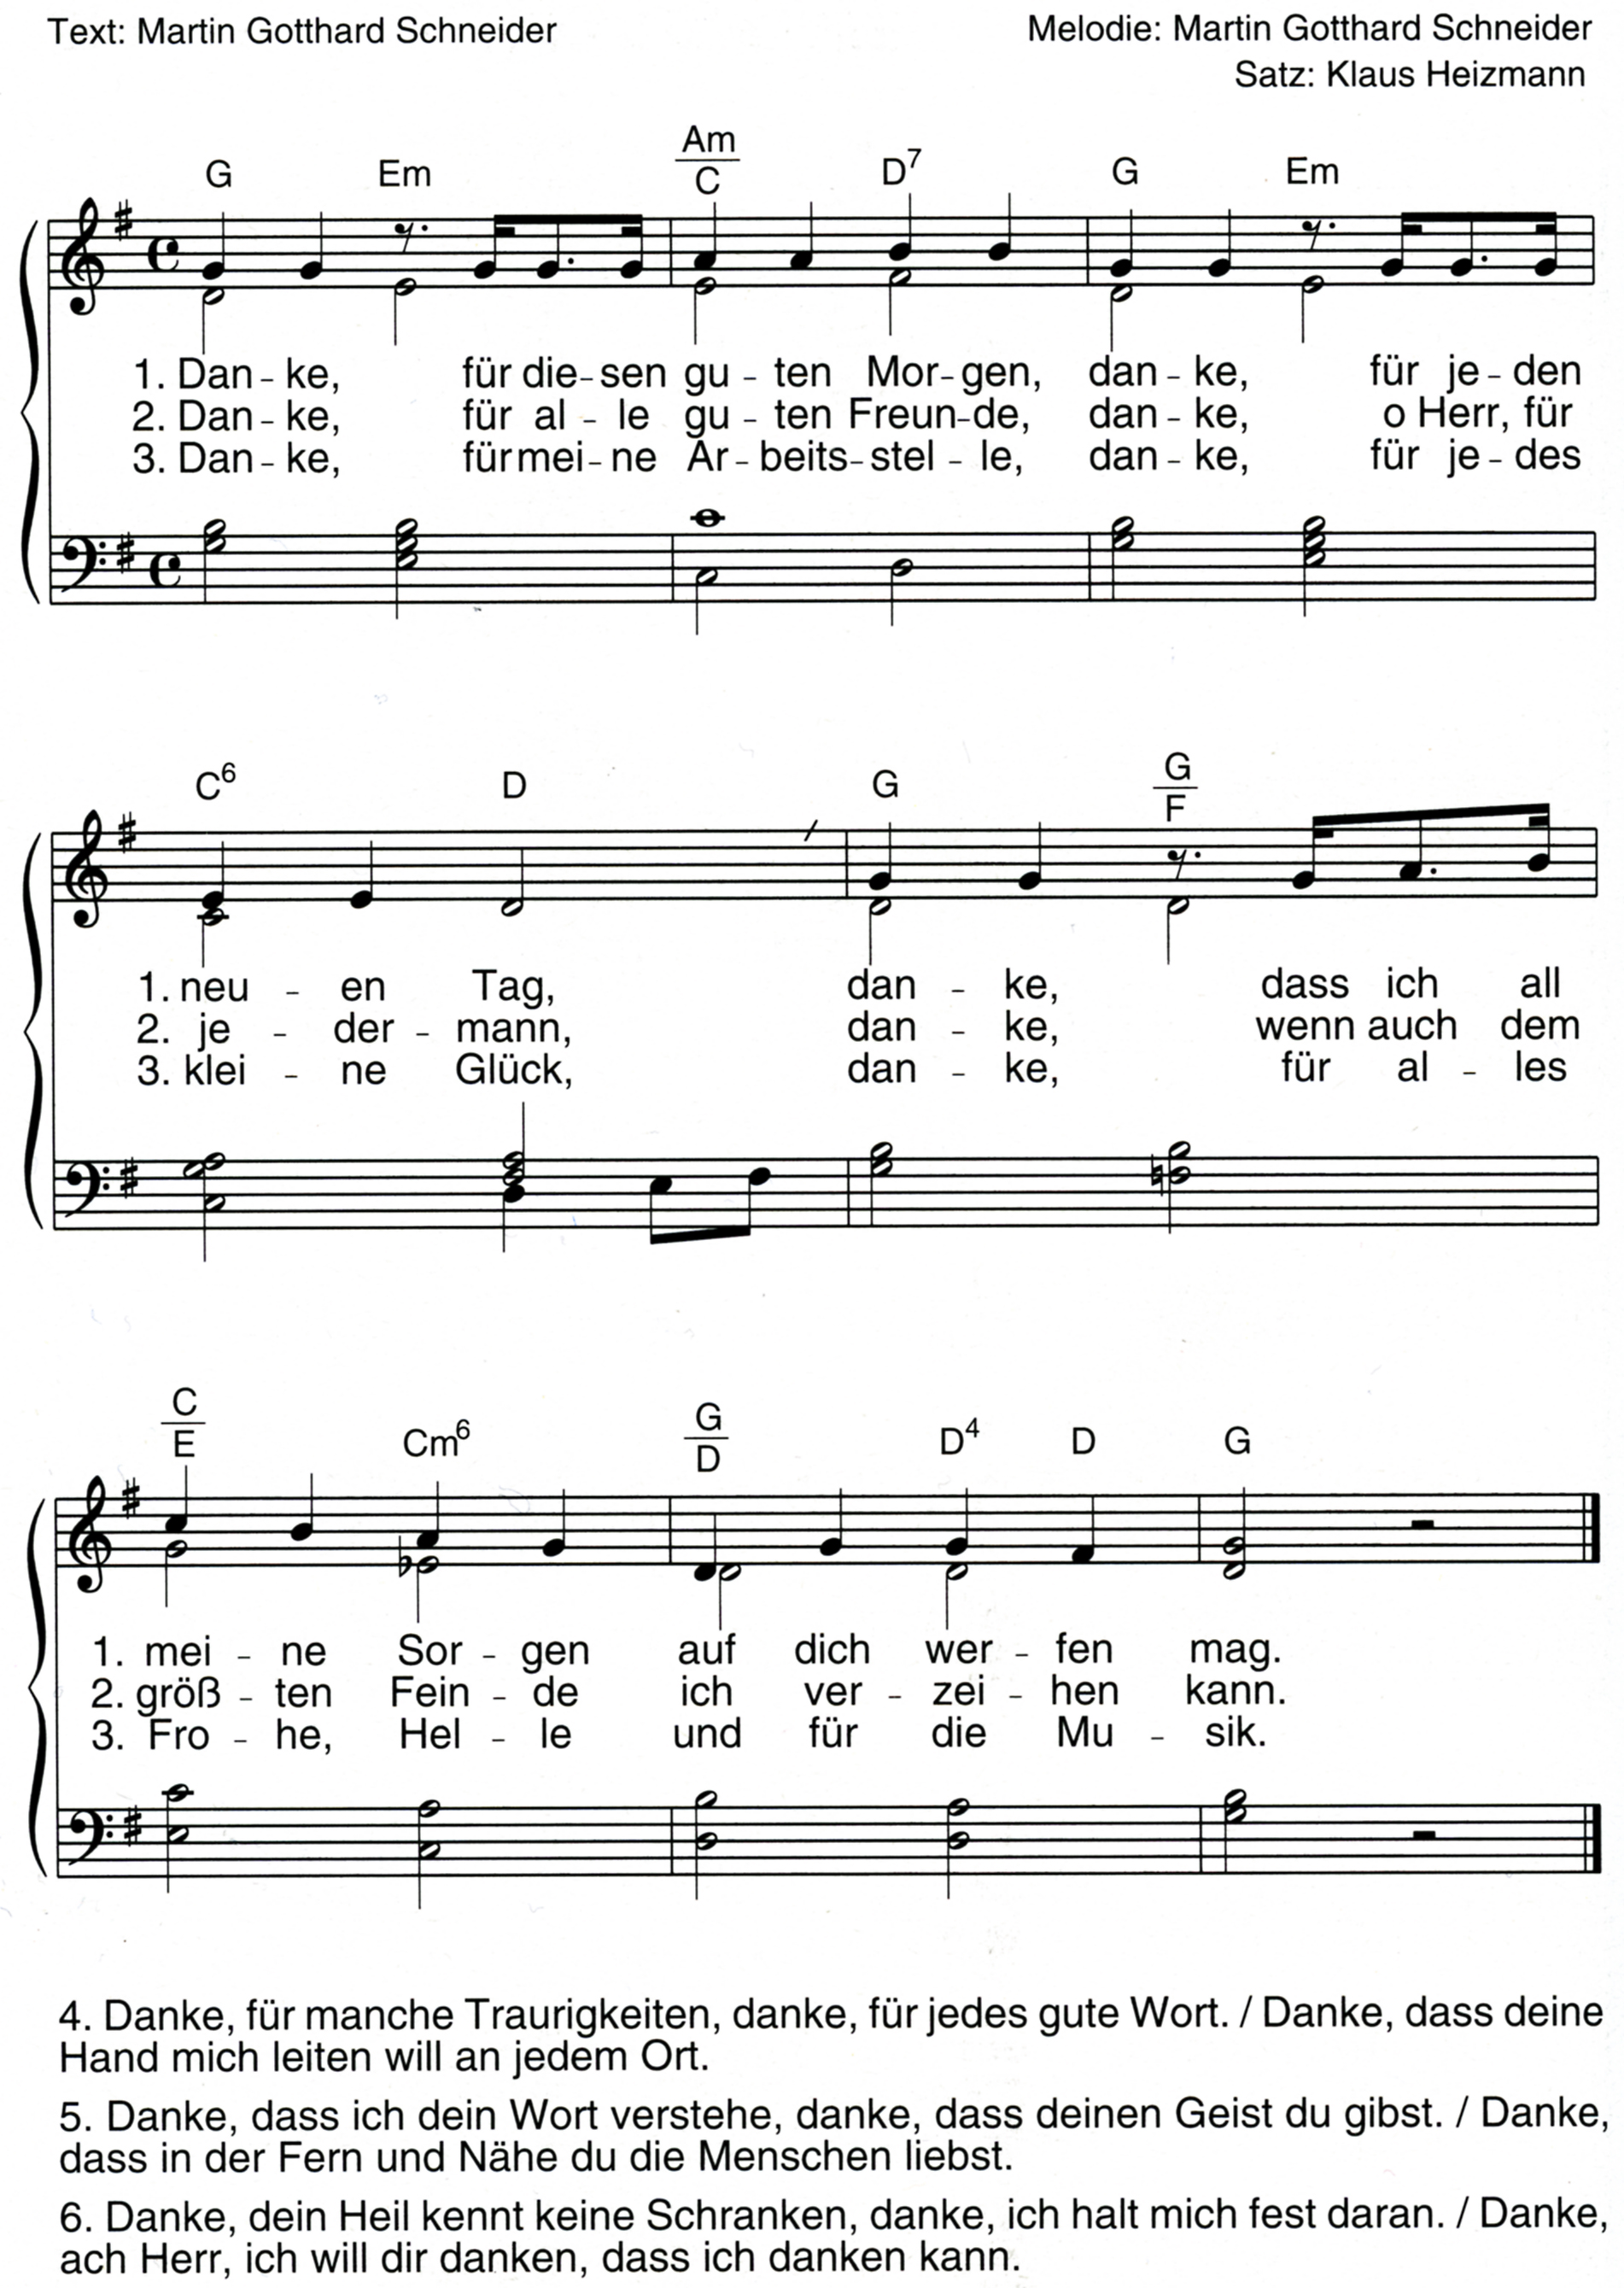 Text: Martin Gotthard Schneider
Melodie: Martin Gotthard Schneider
Satz: Klaus Heizmann
G Em Am/C D7 G Em
1. Dan - ke, für die - sen gu - ten Mor - gen, dan - ke, für je - den
2. Dan - ke, für al - le gu - ten Freun - de, dan - ke, o Herr, für
3. Dan - ke, für mei - ne Ar - beits - stel - le, dan - ke, für je - des
C6 D G G/F
1. neu - en Tag, dan - ke, dass ich all
2. je - der - mann, dan - ke, wenn auch dem
3. klei - ne Glück, dan - ke, für al - les
C/E Cm6 G/D D4 D G
1. mei - ne Sor - gen auf dich wer - fen mag.
2. größ - ten Fein - de ich ver - zei - hen kann.
3. Fro - he, Hel - le und für die Mu - sik.
4. Danke, für manche Traurigkeiten, danke, für jedes gute Wort. / Danke, dass deine
Hand mich leiten will an jedem Ort.
5. Danke, dass ich dein Wort verstehe, danke, dass deinen Geist du gibst. / Danke,
dass in der Fern und Nähe du die Menschen liebst.
6. Danke, dein Heil kennt keine Schranken, danke, ich halt mich fest daran. / Danke,
ach Herr, ich will dir danken, dass ich danken kann.